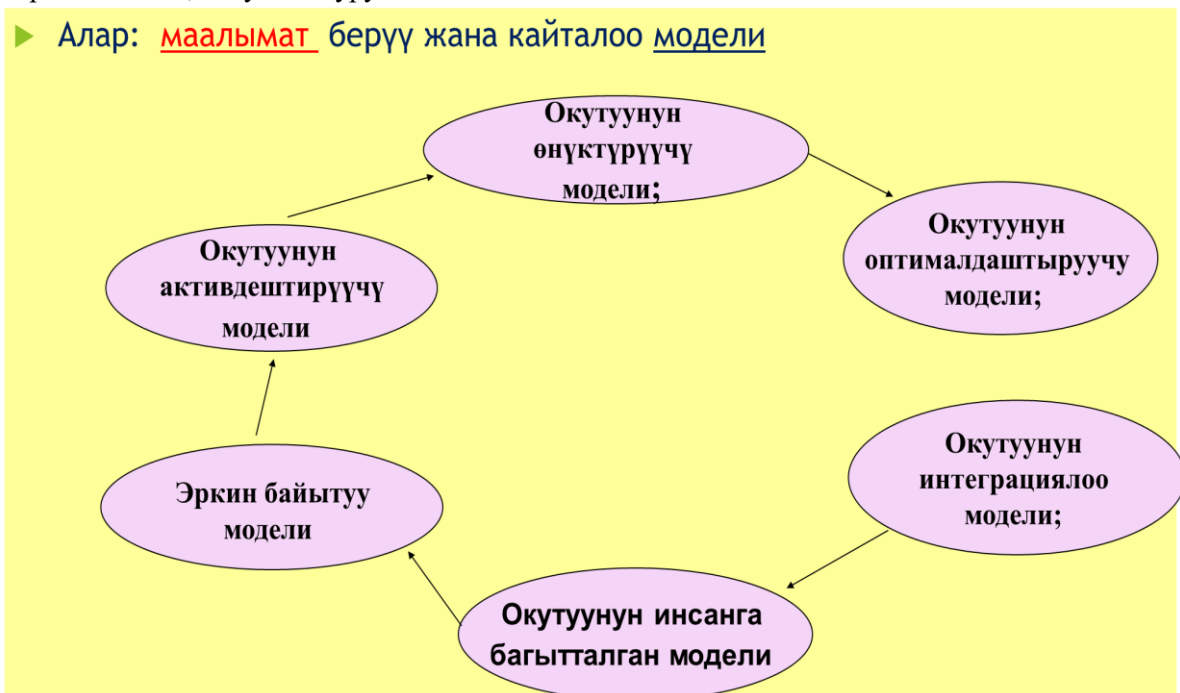 Алар: маалымат берүү жана кайталоо модели
Окутуунун
өнүктүрүүчү
модели;
Окутуунун
оптималдаштыруучу
модели;
Окутуунун
активдештирүүчү
модели
Окутуунун
интеграциялоо
модели;
Эркин байытуу
модели
Окутуунун инсанга
багытталган модели